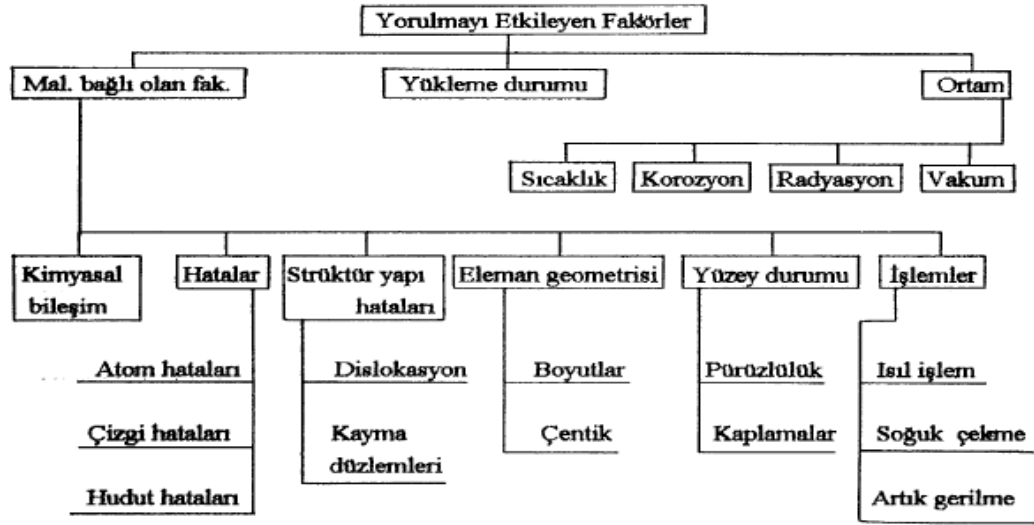 Yorulmayı Etkileyen Faktörler
Mal. bağlı olan fak.
Yükleme durumu
Ortam
Sıcaklık
Korozyon
Radyasyon
Vakum
Kimyasal
bileşim
Hatalar
Strüktür yapı
hataları
Eleman geometrisi
Yüzey durumu
İşlemler
Atom hataları
Çizgi hataları
Hudut hataları
Dislokasyon
Kayma
düzlemleri
Boyutlar
Çentik
Pürüzlülük
Kaplamalar
Isıl işlem
Soğuk çekme
Artık gerilme